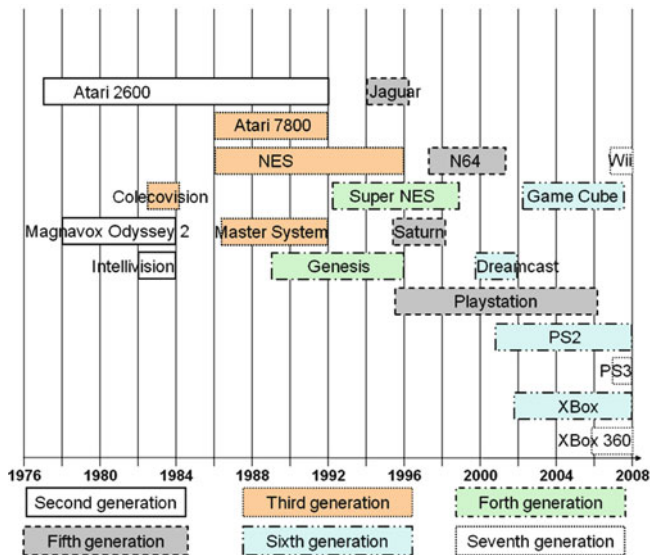 Atari 2600
Jaguar
Atari 7800
NES
N64
Wii
Colecovision
Super NES
Game Cube
Magnavox Odyssey 2
Master System
Saturn
Intellivision
Genesis
Dreamcast
Playstation
PS2
PS3
XBox
XBox 360
1976 1980 1984 1988 1992 1996 2000 2004 2008
Second generation
Third generation
Forth generation
Fifth generation
Sixth generation
Seventh generation